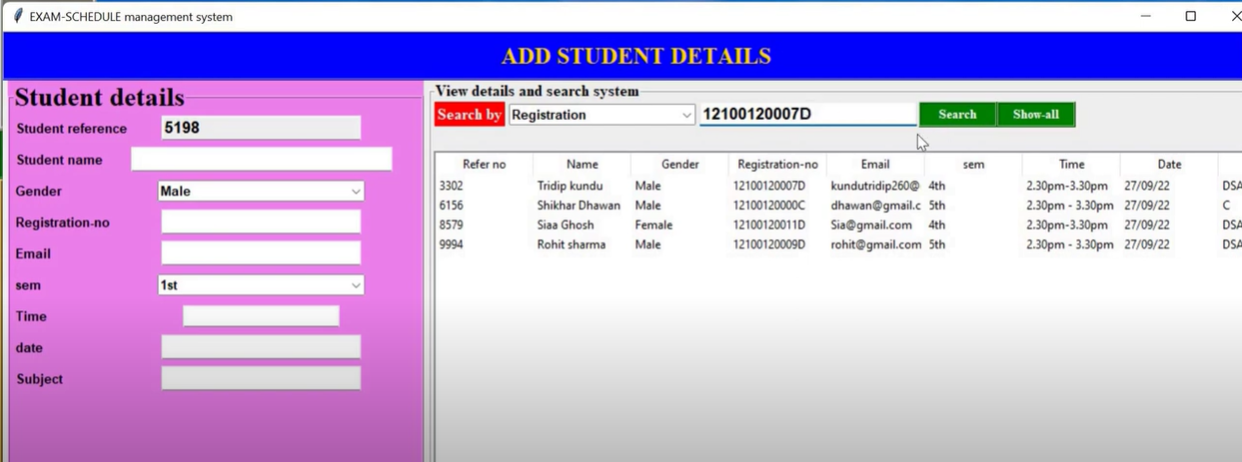 EXAM-SCHEDULE management system
ADD STUDENT DETAILS
Student details
Student reference 5198
Student name
Gender Male
Registration-no
Email
sem 1st
Time
date
Subject
View details and search system
Search by Registration 12100120007D Search Show-all
Refer no Name Gender Registration-no Email sem Time Date
3302 Tridip kundu Male 12100120007D kundutridip260@ 4th 2.30pm-3.30pm 27/09/22 DSA
6156 Shikhar Dhawan Male 12100120000C dhawan@gmail.c 5th 2.30pm - 3.30pm 27/09/22 C
8579 Siaa Ghosh Female 12100120011D Sia@gmail.com 4th 2.30pm-3.30pm 27/09/22 DSA
9994 Rohit sharma Male 12100120009D rohit@gmail.com 5th 2.30pm - 3.30pm 27/09/22 DSA